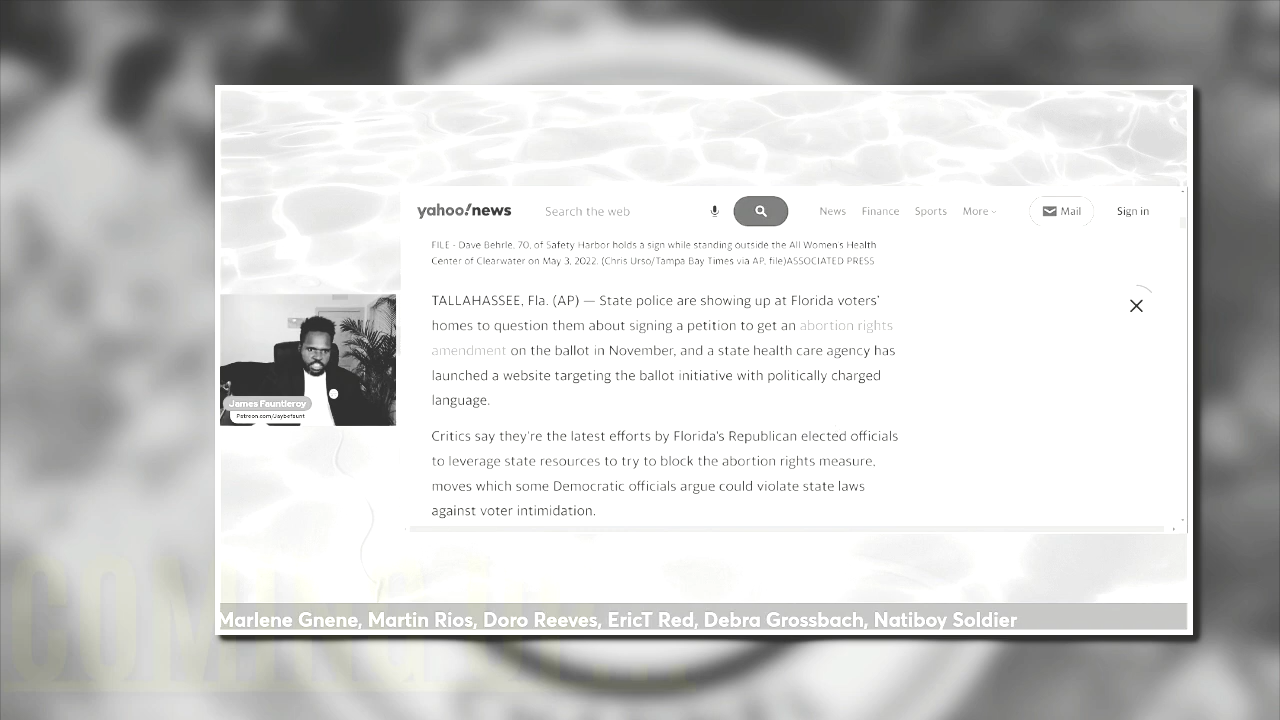 yahoo!news
Search the web
News Finance Sports More
Mail
Sign in
FILE - Dave Behrle, 70, of Safety Harbor holds a sign while standing outside the All Women's Health
Center of Clearwater on May 3, 2022. (Chris Urso/Tampa Bay Times via AP, file)ASSOCIATED PRESS
TALLAHASSEE, Fla. (AP) — State police are showing up at Florida voters'
homes to question them about signing a petition to get an abortion rights
amendment on the ballot in November, and a state health care agency has
launched a website targeting the ballot initiative with politically charged
language.
Critics say they're the latest efforts by Florida's Republican elected officials
to leverage state resources to try to block the abortion rights measure,
moves which some Democratic officials argue could violate state laws
against voter intimidation.
James Fauntleroy
Patreon.com/Jaybefaunt
Marlene Gnene, Martin Rios, Doro Reeves, EricT Red, Debra Grossbach, Natiboy Soldier
COMING UP...